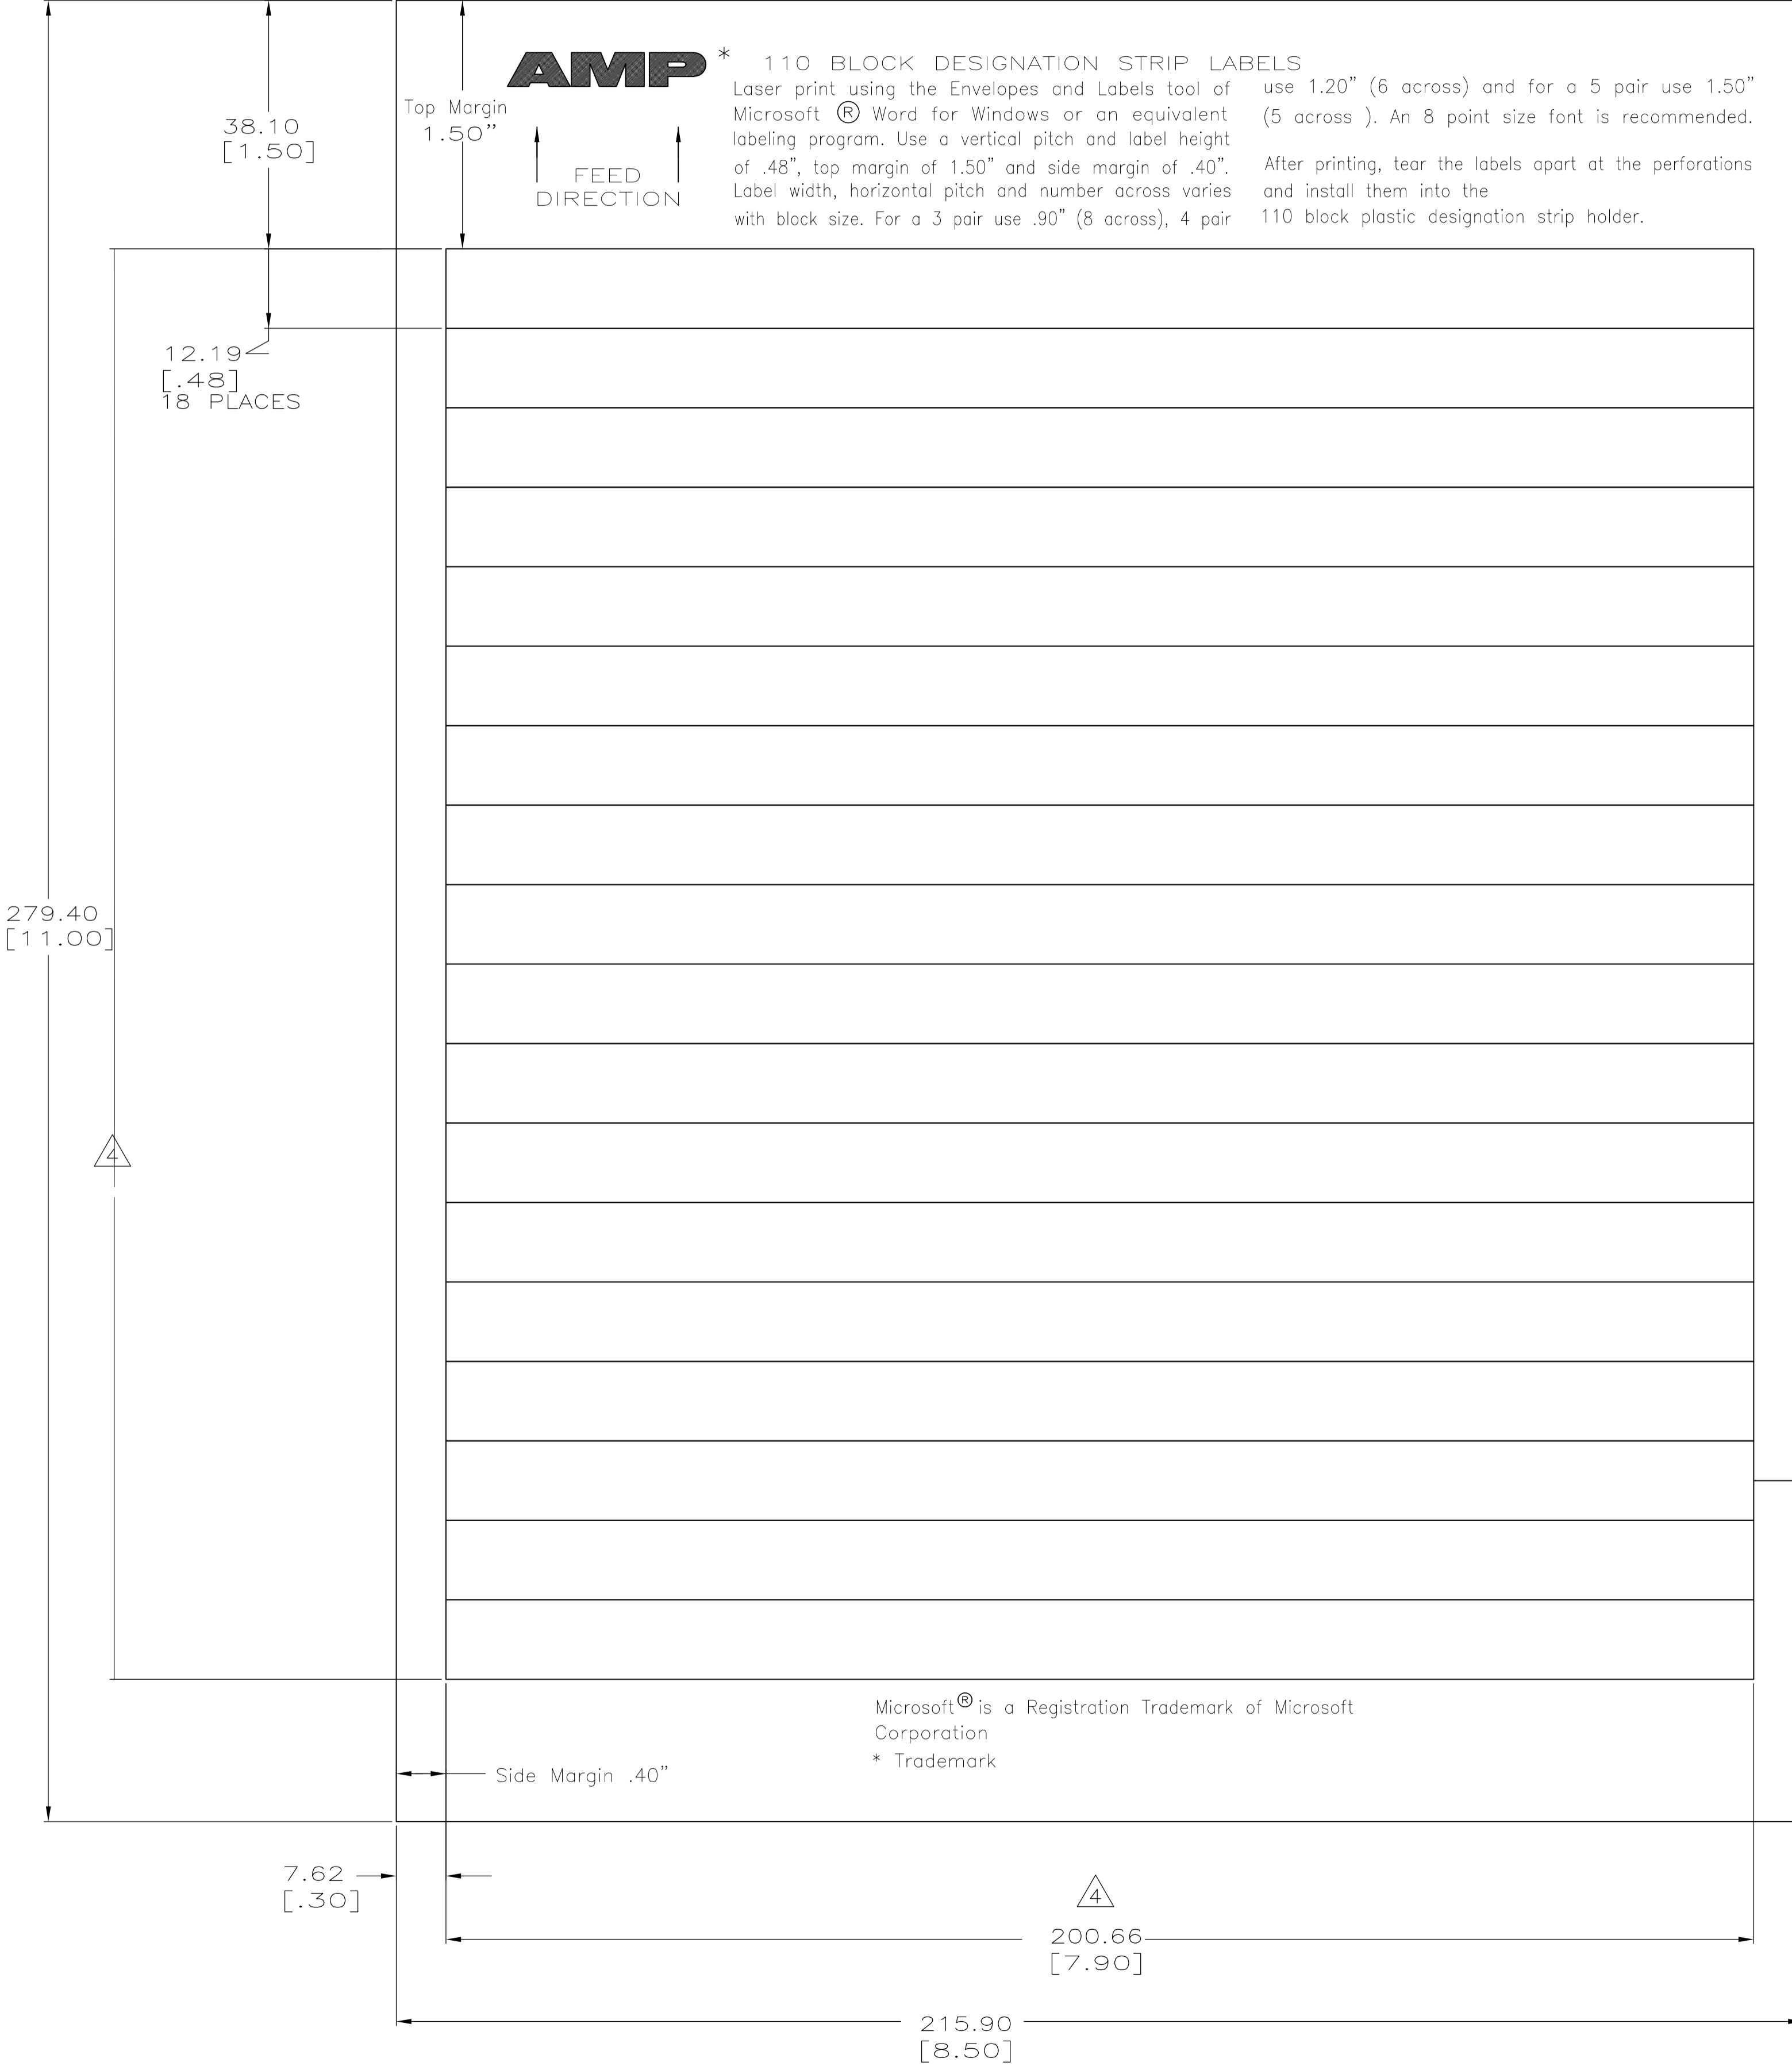 AMP *
110 BLOCK DESIGNATION STRIP LABELS
Laser print using the Envelopes and Labels tool of
Microsoft ® Word for Windows or an equivalent
labeling program. Use a vertical pitch and label height
of .48", top margin of 1.50" and side margin of .40".
Label width, horizontal pitch and number across varies
with block size. For a 3 pair use .90" (8 across), 4 pair
use 1.20" (6 across) and for a 5 pair use 1.50"
(5 across ). An 8 point size font is recommended.
After printing, tear the labels apart at the perforations
and install them into the
110 block plastic designation strip holder.
Top Margin
1.50"
FEED
DIRECTION
38.10
[1.50]
12.19
[.48]
18 PLACES
279.40
[11.00]
4
Microsoft® is a Registration Trademark of Microsoft
Corporation
* Trademark
Side Margin .40"
7.62
[.30]
4
200.66
[7.90]
215.90
[8.50]